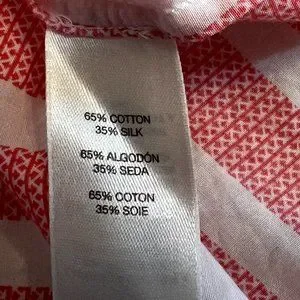 65% COTTON
35% SILK
65% ALGODÓN
35% SEDA
65% COTON
35% SOIE